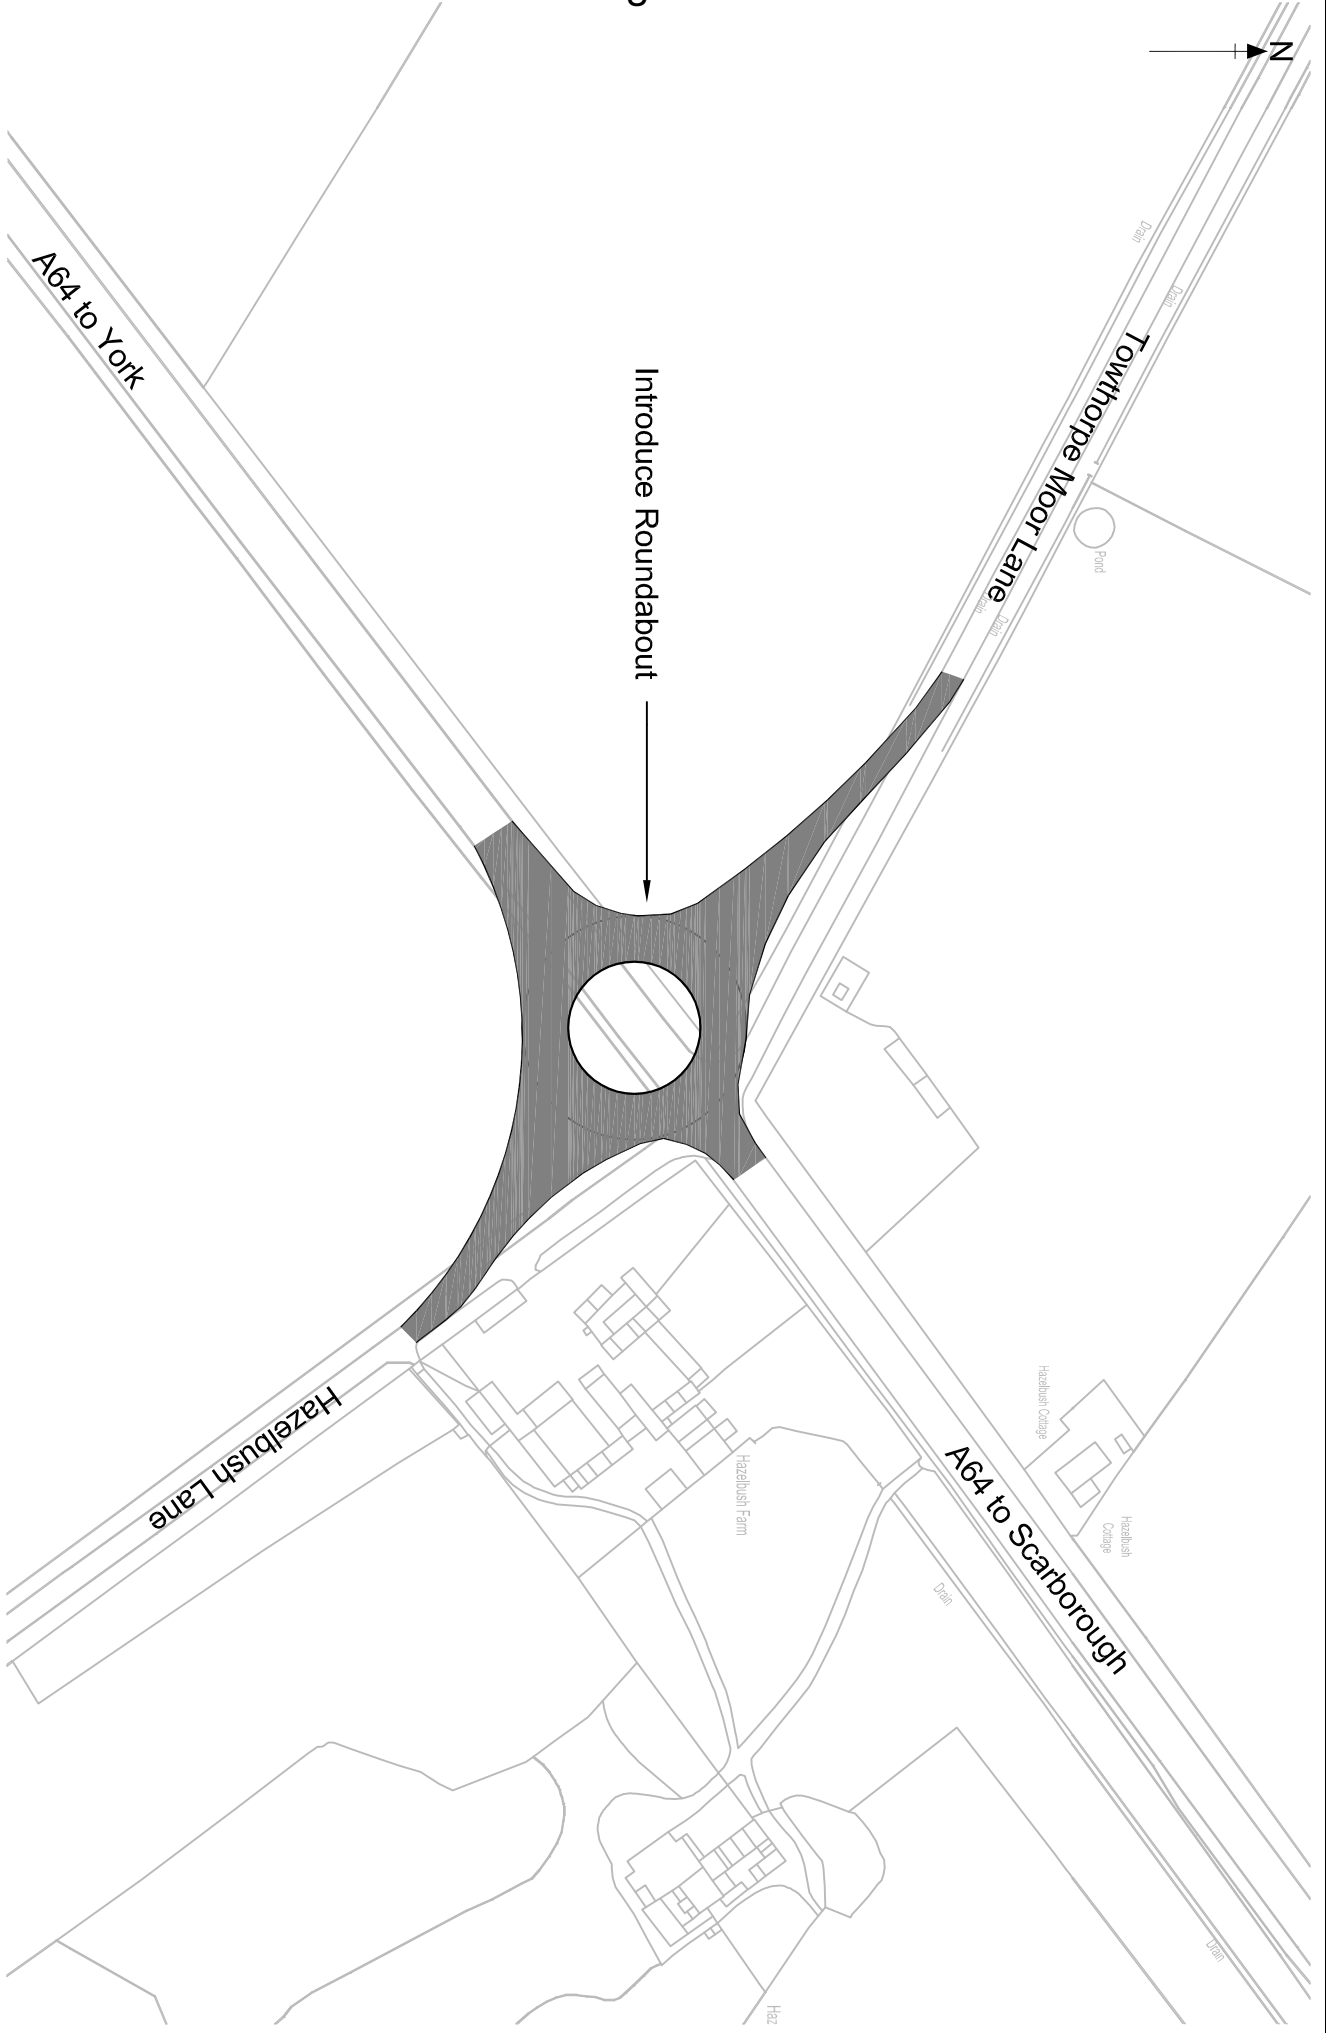 N
Drain
Drain
Towthorpe Moor Lane
Pond
Drain
Drain
A64 to York
Introduce Roundabout
Hazelbush Cottage
Hazelbush
Cottage
A64 to Scarborough
Hazelbush Farm
Hazelbush Lane
Drain
Drain
Haz